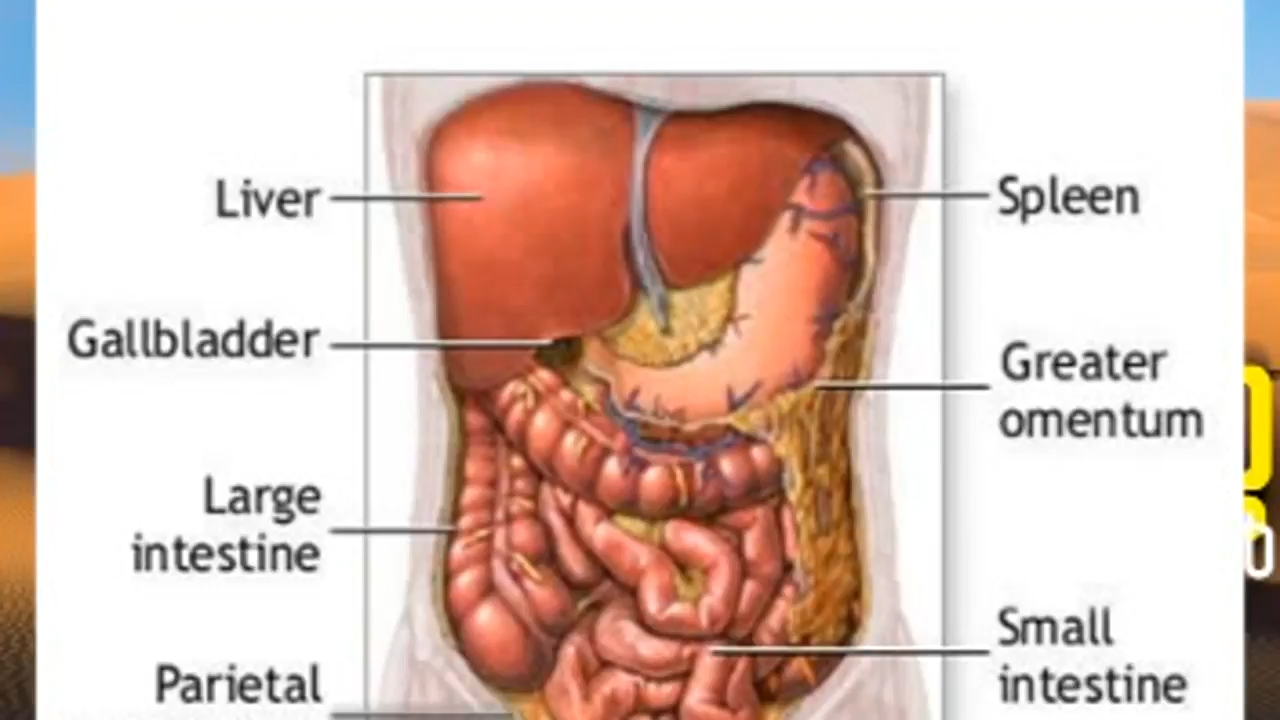 Liver
Spleen
Gallbladder
Greater
omentum
Large
intestine
Small
intestine
Parietal